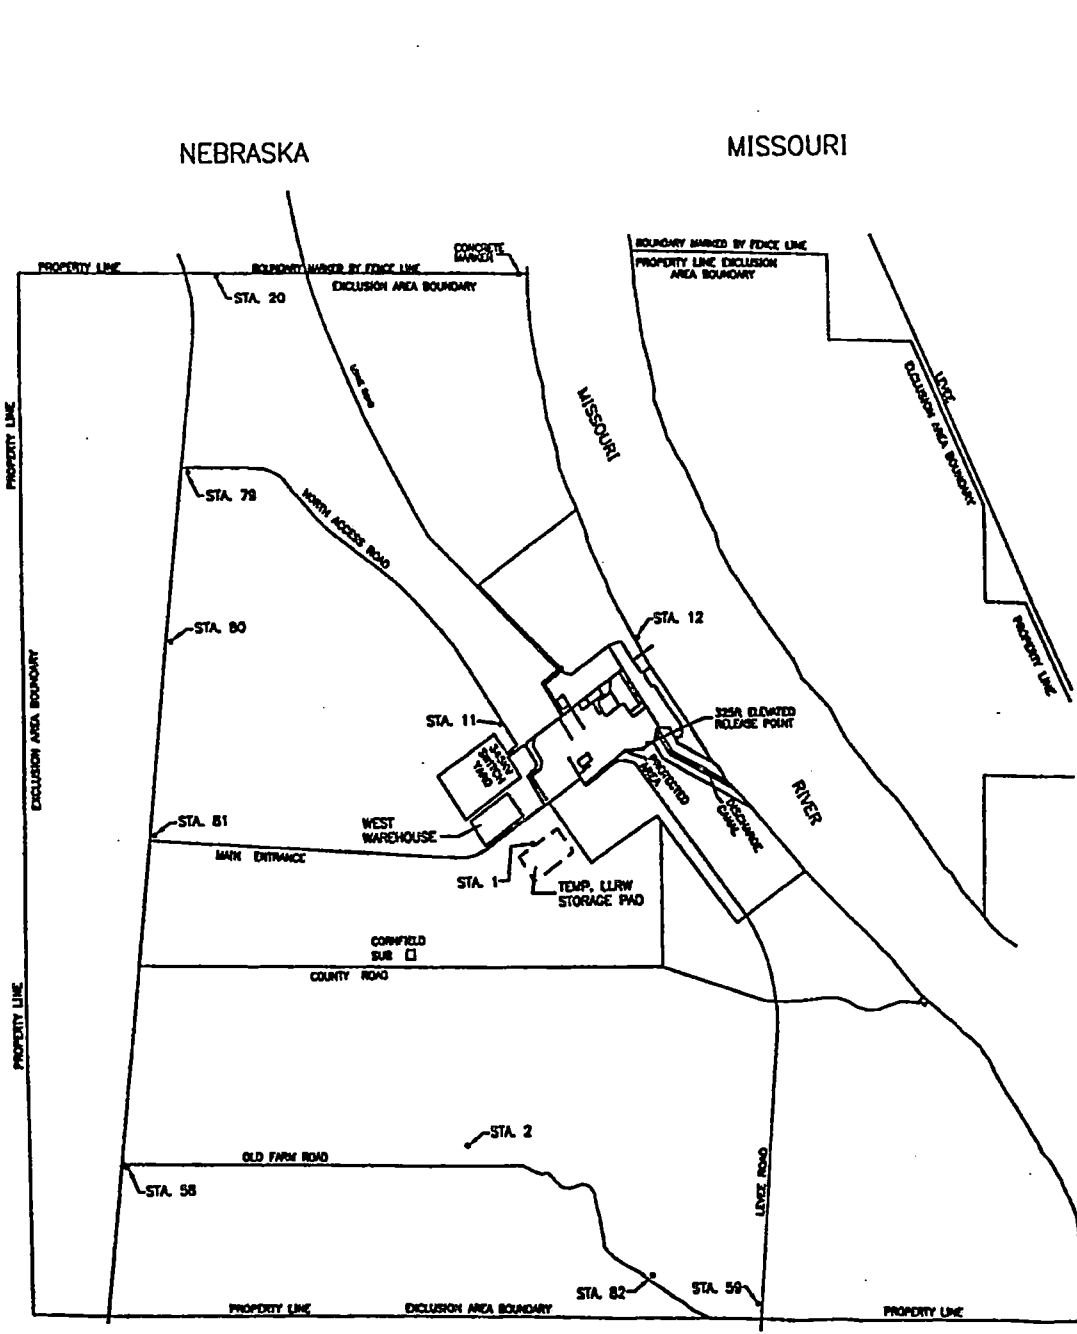 NEBRASKA
MISSOURI
CONCRETE
MARKER
BOUNDARY MARKED BY FENCE LINE
PROPERTY LINE EXCLUSION
AREA BOUNDARY
PROPERTY LINE
BOUNDARY MARKED BY FENCE LINE
EXCLUSION AREA BOUNDARY
STA. 20
LEVEE
EXCLUSION AREA BOUNDARY
MISSOURI
PROPERTY LINE
STA. 79
NORTH ACCESS ROAD
STA. 80
STA. 12
PROPERTY LINE
EXCLUSION AREA BOUNDARY
STA. 11
325ft ELEVATED
RELEASE POINT
345KV
SWITCH
YARD
PROTECTED
AREA
RIVER
STA. 81
WEST
WAREHOUSE
DISCHARGE
CANAL
MAIN ENTRANCE
STA. 1
TEMP. LLRW
STORAGE PAD
CORNFIELD
SUB
COUNTY ROAD
PROPERTY LINE
STA. 2
OLD FARM ROAD
STA. 58
LEVEE ROAD
STA. 82
STA. 59
PROPERTY LINE
EXCLUSION AREA BOUNDARY
PROPERTY LINE